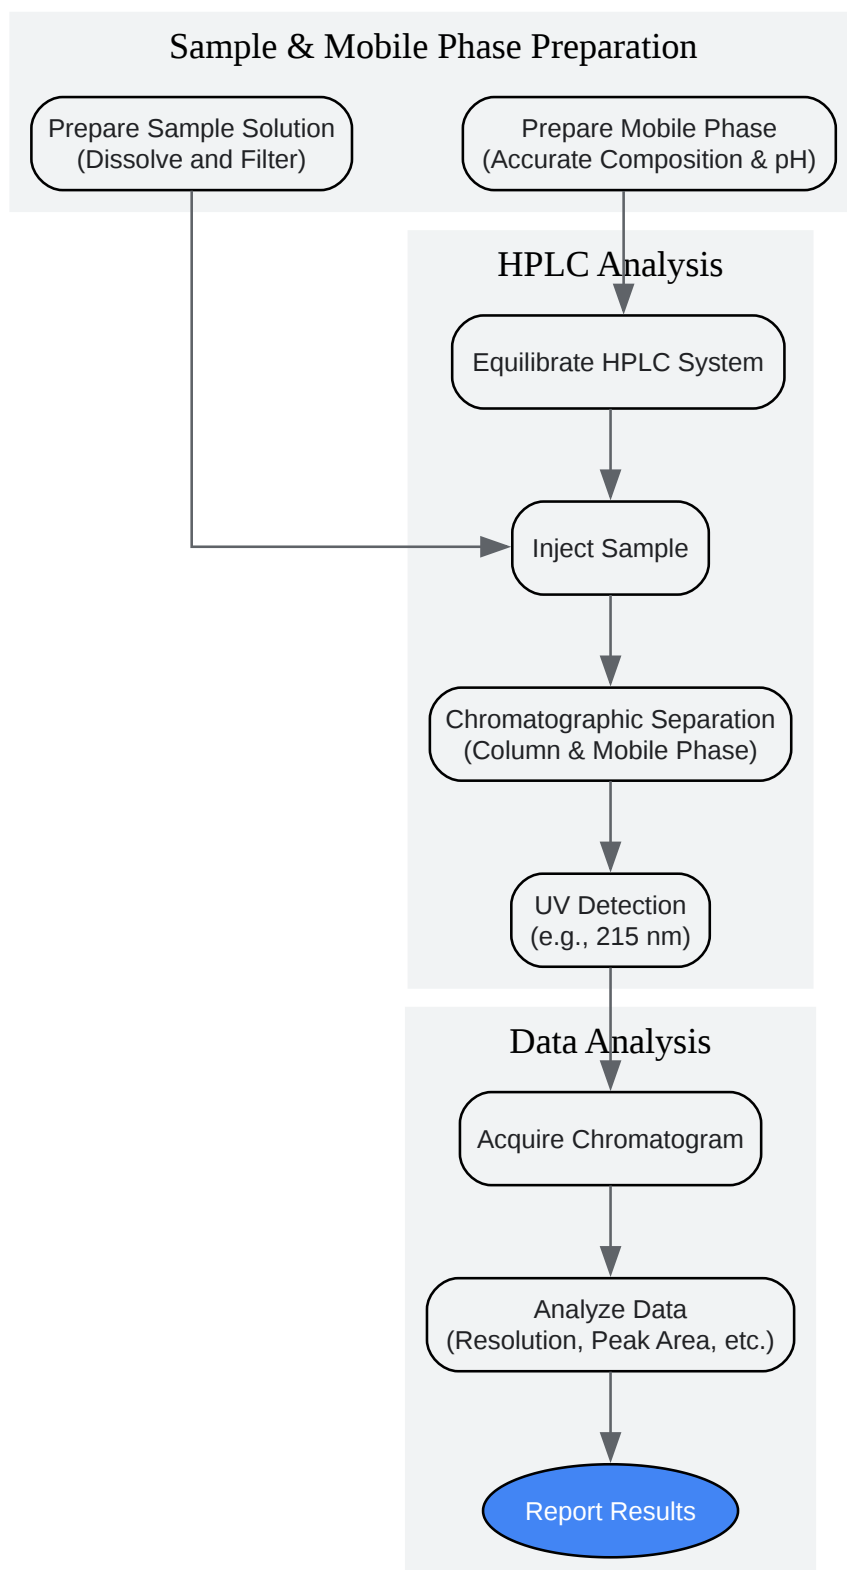 Sample & Mobile Phase Preparation
Prepare Sample Solution
(Dissolve and Filter)
Prepare Mobile Phase
(Accurate Composition & pH)
HPLC Analysis
Equilibrate HPLC System
Inject Sample
Chromatographic Separation
(Column & Mobile Phase)
UV Detection
(e.g., 215 nm)
Data Analysis
Acquire Chromatogram
Analyze Data
(Resolution, Peak Area, etc.)
Report Results